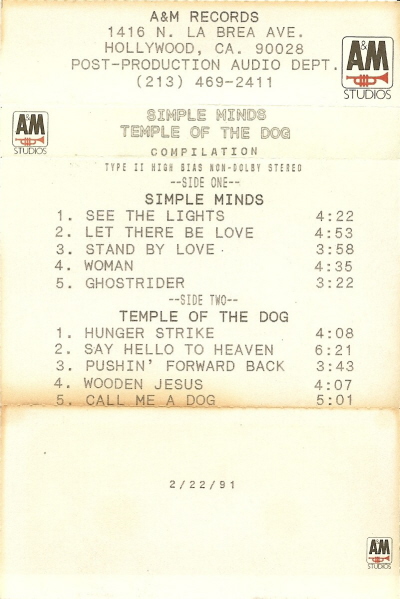 A&M RECORDS
1416 N. LA BREA AVE.
HOLLYWOOD, CA. 90028
POST-PRODUCTION AUDIO DEPT.
(213) 469-2411
A&M
STUDIOS
A&M
STUDIOS
SIMPLE MINDS
TEMPLE OF THE DOG
COMPILATION
TYPE II HIGH BIAS NON-DOLBY STEREO
--SIDE ONE--
SIMPLE MINDS
1. SEE THE LIGHTS 4:22
2. LET THERE BE LOVE 4:53
3. STAND BY LOVE 3:58
4. WOMAN 4:35
5. GHOSTRIDER 3:22
--SIDE TWO--
TEMPLE OF THE DOG
1. HUNGER STRIKE 4:08
2. SAY HELLO TO HEAVEN 6:21
3. PUSHIN' FORWARD BACK 3:43
4. WOODEN JESUS 4:07
5. CALL ME A DOG 5:01
2/22/91
A&M
STUDIOS